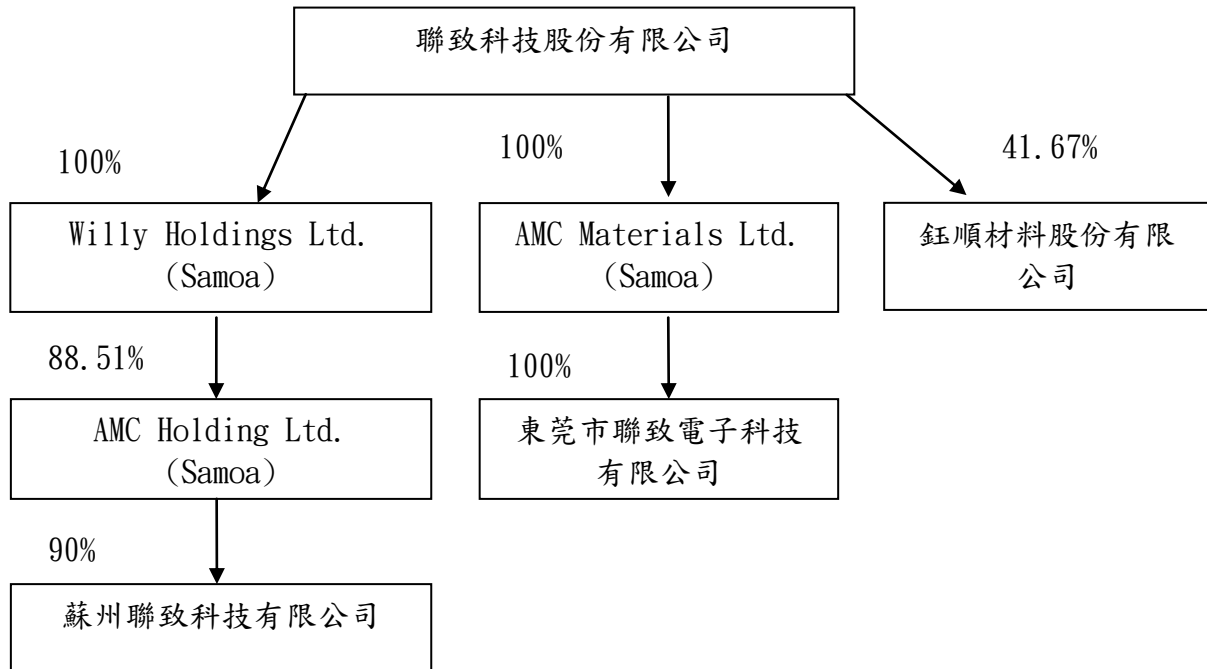 聯致科技股份有限公司
100%
100%
41.67%
Willy Holdings Ltd.
(Samoa)
AMC Materials Ltd.
(Samoa)
鈺順材料股份有限
公司
88.51%
100%
AMC Holding Ltd.
(Samoa)
東莞市聯致電子科技
有限公司
90%
蘇州聯致科技有限公司